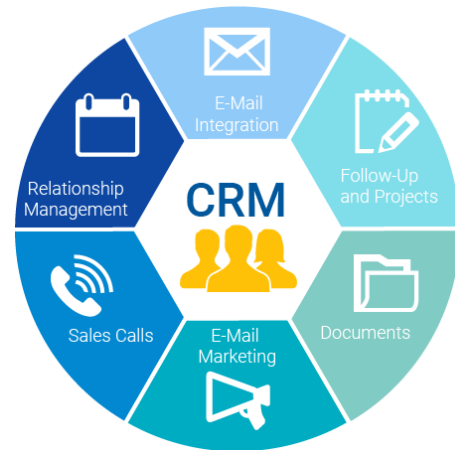 E-Mail
Integration
Relationship
Management
Follow-Up
and Projects
CRM
Sales Calls
E-Mail
Marketing
Documents